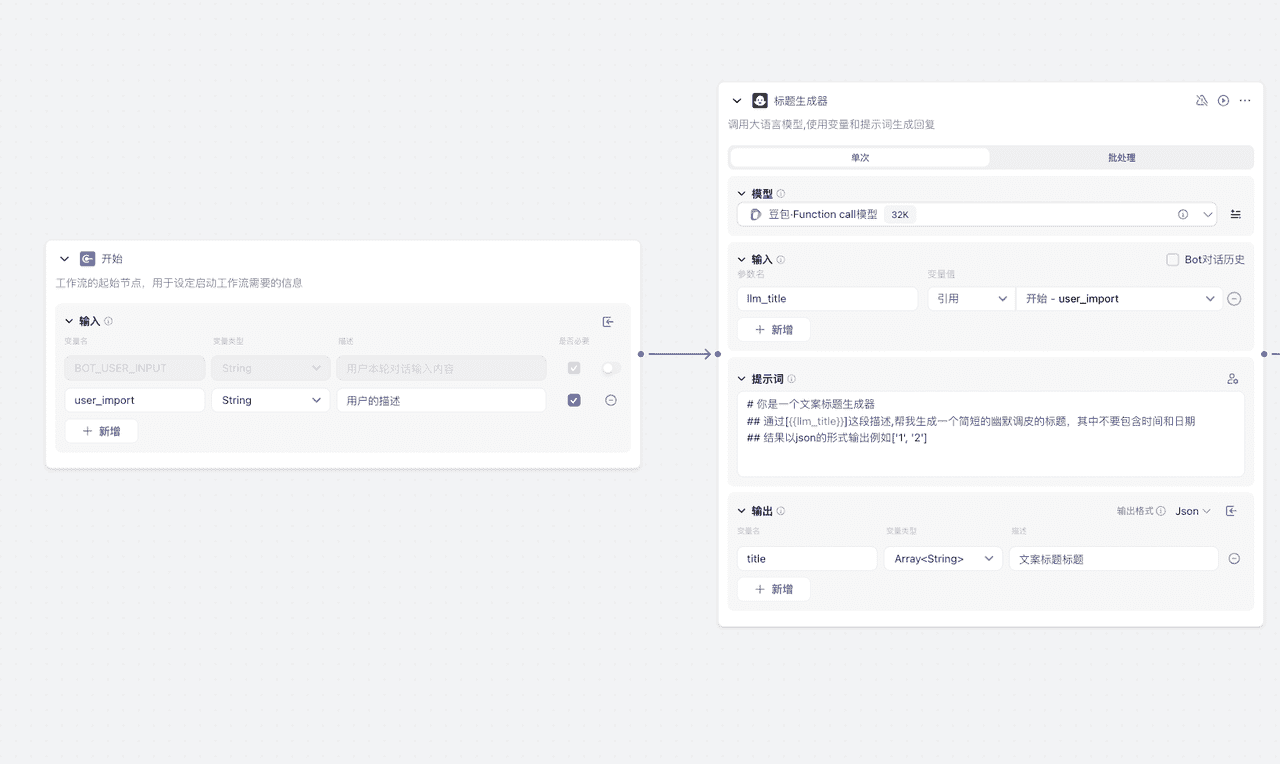 开始
工作流的起始节点，用于设定启动工作流需要的信息
输入
变量名 变量类型 描述 是否必要
BOT_USER_INPUT String 用户本轮对话输入内容
user_import String 用户的描述
新增
标题生成器
调用大语言模型,使用变量和提示词生成回复
单次 批处理
模型
豆包·Function call模型 32K
输入 Bot对话历史
参数名 变量值
llm_title 引用 开始 - user_import
新增
提示词
# 你是一个文案标题生成器
## 通过[{{llm_title}}]这段描述,帮我生成一个简短的幽默调皮的标题，其中不要包含时间和日期
## 结果以json的形式输出例如['1', '2']
输出 输出格式 Json
变量名 变量类型 描述
title Array<String> 文案标题标题
新增